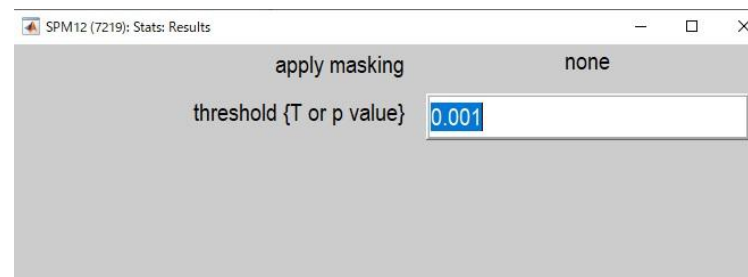 SPM12 (7219): Stats: Results
apply masking none
threshold {T or p value} 0.001